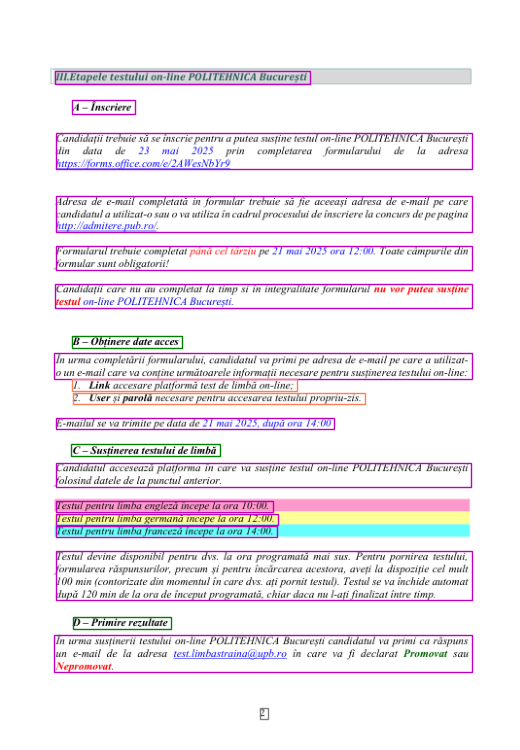 III.Etapele testului on-line POLITEHNICA București
A – Înscriere
Candidații trebuie să se înscrie pentru a putea susține testul on-line POLITEHNICA București
din data de 23 mai 2025 prin completarea formularului de la adresa
https://forms.office.com/e/2AWesNbYr9
Adresa de e-mail completată in formular trebuie să fie aceeași adresa de e-mail pe care
candidatul a utilizat-o sau o va utiliza în cadrul procesului de înscriere la concurs de pe pagina
http://admitere.pub.ro/.
Formularul trebuie completat până cel târziu pe 21 mai 2025 ora 12:00. Toate câmpurile din
formular sunt obligatorii!
Candidații care nu au completat la timp si in integralitate formularul nu vor putea susține
testul on-line POLITEHNICA București.
B – Obținere date acces
În urma completării formularului, candidatul va primi pe adresa de e-mail pe care a utilizat-
o un e-mail care va conține următoarele informații necesare pentru susținerea testului on-line:
1. Link accesare platformă test de limbă on-line;
2. User și parolă necesare pentru accesarea testului propriu-zis.
E-mailul se va trimite pe data de 21 mai 2025, după ora 14:00
C – Susținerea testului de limbă
Candidatul accesează platforma in care va susține testul on-line POLITEHNICA București
folosind datele de la punctul anterior.
Testul pentru limba engleză începe la ora 10:00.
Testul pentru limba germană începe la ora 12:00.
Testul pentru limba franceză începe la ora 14:00.
Testul devine disponibil pentru dvs. la ora programată mai sus. Pentru pornirea testului,
formularea răspunsurilor, precum și pentru încărcarea acestora, aveți la dispoziție cel mult
100 min (contorizate din momentul în care dvs. ați pornit testul). Testul se va închide automat
după 120 min de la ora de început programată, chiar daca nu l-ați finalizat între timp.
D – Primire rezultate
In urma susținerii testului on-line POLITEHNICA București candidatul va primi ca răspuns
un e-mail de la adresa test.limbastraina@upb.ro în care va fi declarat Promovat sau
Nepromovat.
2